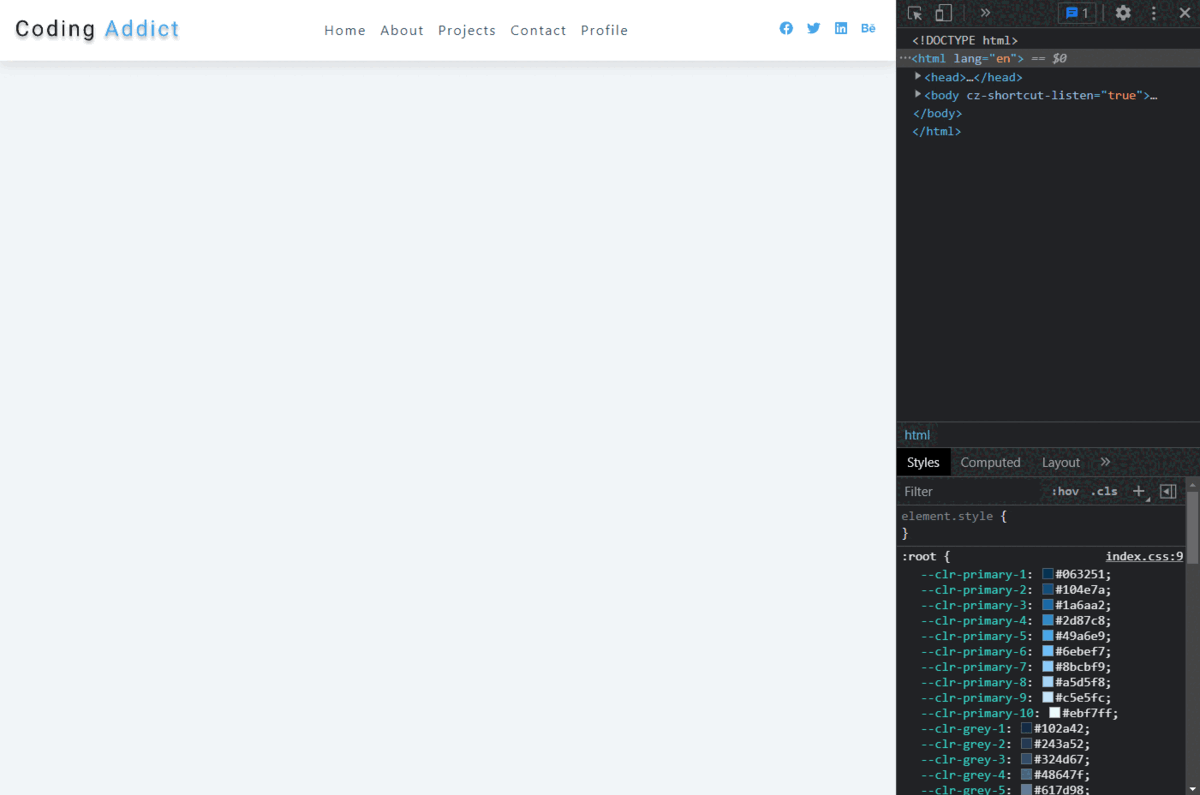 Coding Addict
Home About Projects Contact Profile
Bē
1
<!DOCTYPE html>
···<html lang="en"> == $0
<head>…</head>
<body cz-shortcut-listen="true">…
</body>
</html>
html
Styles Computed Layout
Filter :hov .cls
element.style {
}
:root { index.css:9
--clr-primary-1: #063251;
--clr-primary-2: #104e7a;
--clr-primary-3: #1a6aa2;
--clr-primary-4: #2d87c8;
--clr-primary-5: #49a6e9;
--clr-primary-6: #6ebef7;
--clr-primary-7: #8bcbf9;
--clr-primary-8: #a5d5f8;
--clr-primary-9: #c5e5fc;
--clr-primary-10: #ebf7ff;
--clr-grey-1: #102a42;
--clr-grey-2: #243a52;
--clr-grey-3: #324d67;
--clr-grey-4: #48647f;
--clr-grey-5: #617d98;